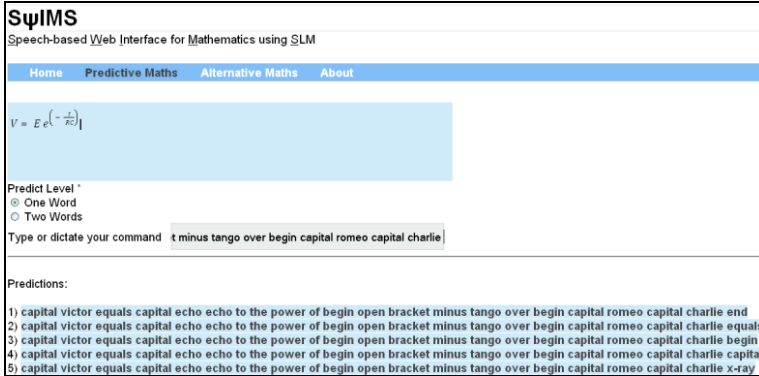 SψIMS
Speech-based Web Interface for Mathematics using SLM
Home Predictive Maths Alternative Maths About
V = E e^(− t/RC)
Predict Level *
One Word
Two Words
Type or dictate your command t minus tango over begin capital romeo capital charlie
Predictions:
1) capital victor equals capital echo echo to the power of begin open bracket minus tango over begin capital romeo capital charlie end
2) capital victor equals capital echo echo to the power of begin open bracket minus tango over begin capital romeo capital charlie equals
3) capital victor equals capital echo echo to the power of begin open bracket minus tango over begin capital romeo capital charlie begin
4) capital victor equals capital echo echo to the power of begin open bracket minus tango over begin capital romeo capital charlie capita
5) capital victor equals capital echo echo to the power of begin open bracket minus tango over begin capital romeo capital charlie x-ray